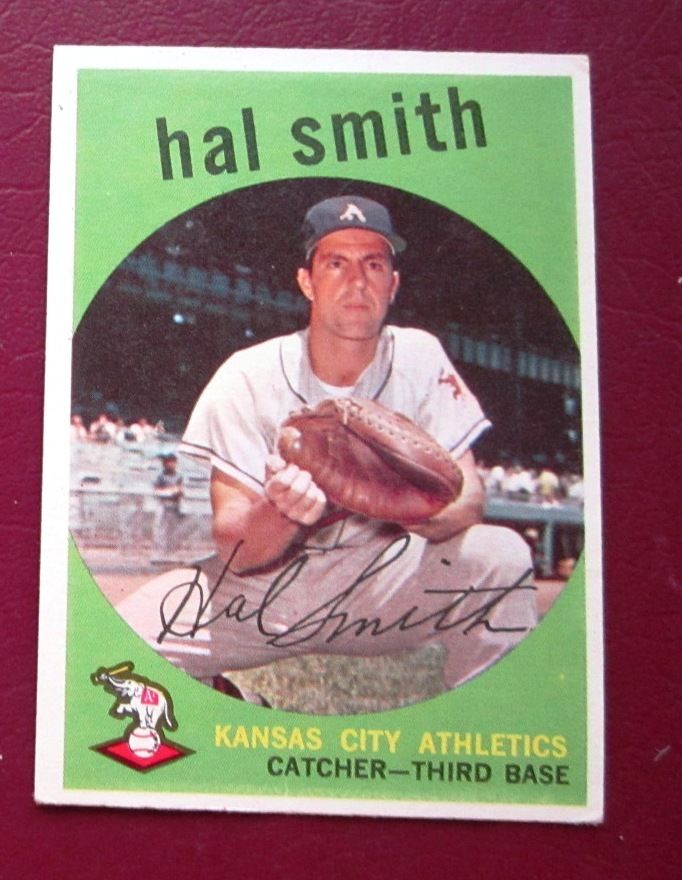 hal smith
A
Hal Smith
A
KANSAS CITY ATHLETICS
CATCHER—THIRD BASE